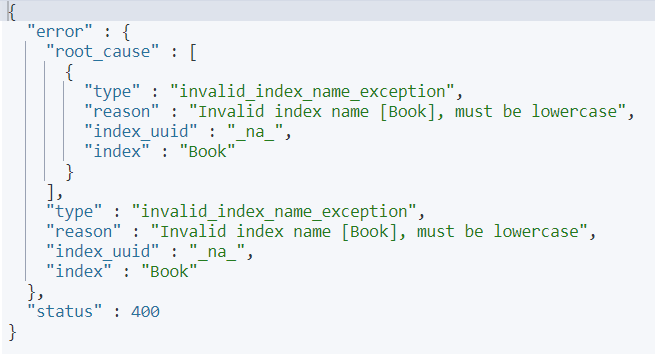 {
"error" : {
"root_cause" : [
{
"type" : "invalid_index_name_exception",
"reason" : "Invalid index name [Book], must be lowercase",
"index_uuid" : "_na_",
"index" : "Book"
}
],
"type" : "invalid_index_name_exception",
"reason" : "Invalid index name [Book], must be lowercase",
"index_uuid" : "_na_",
"index" : "Book"
},
"status" : 400
}